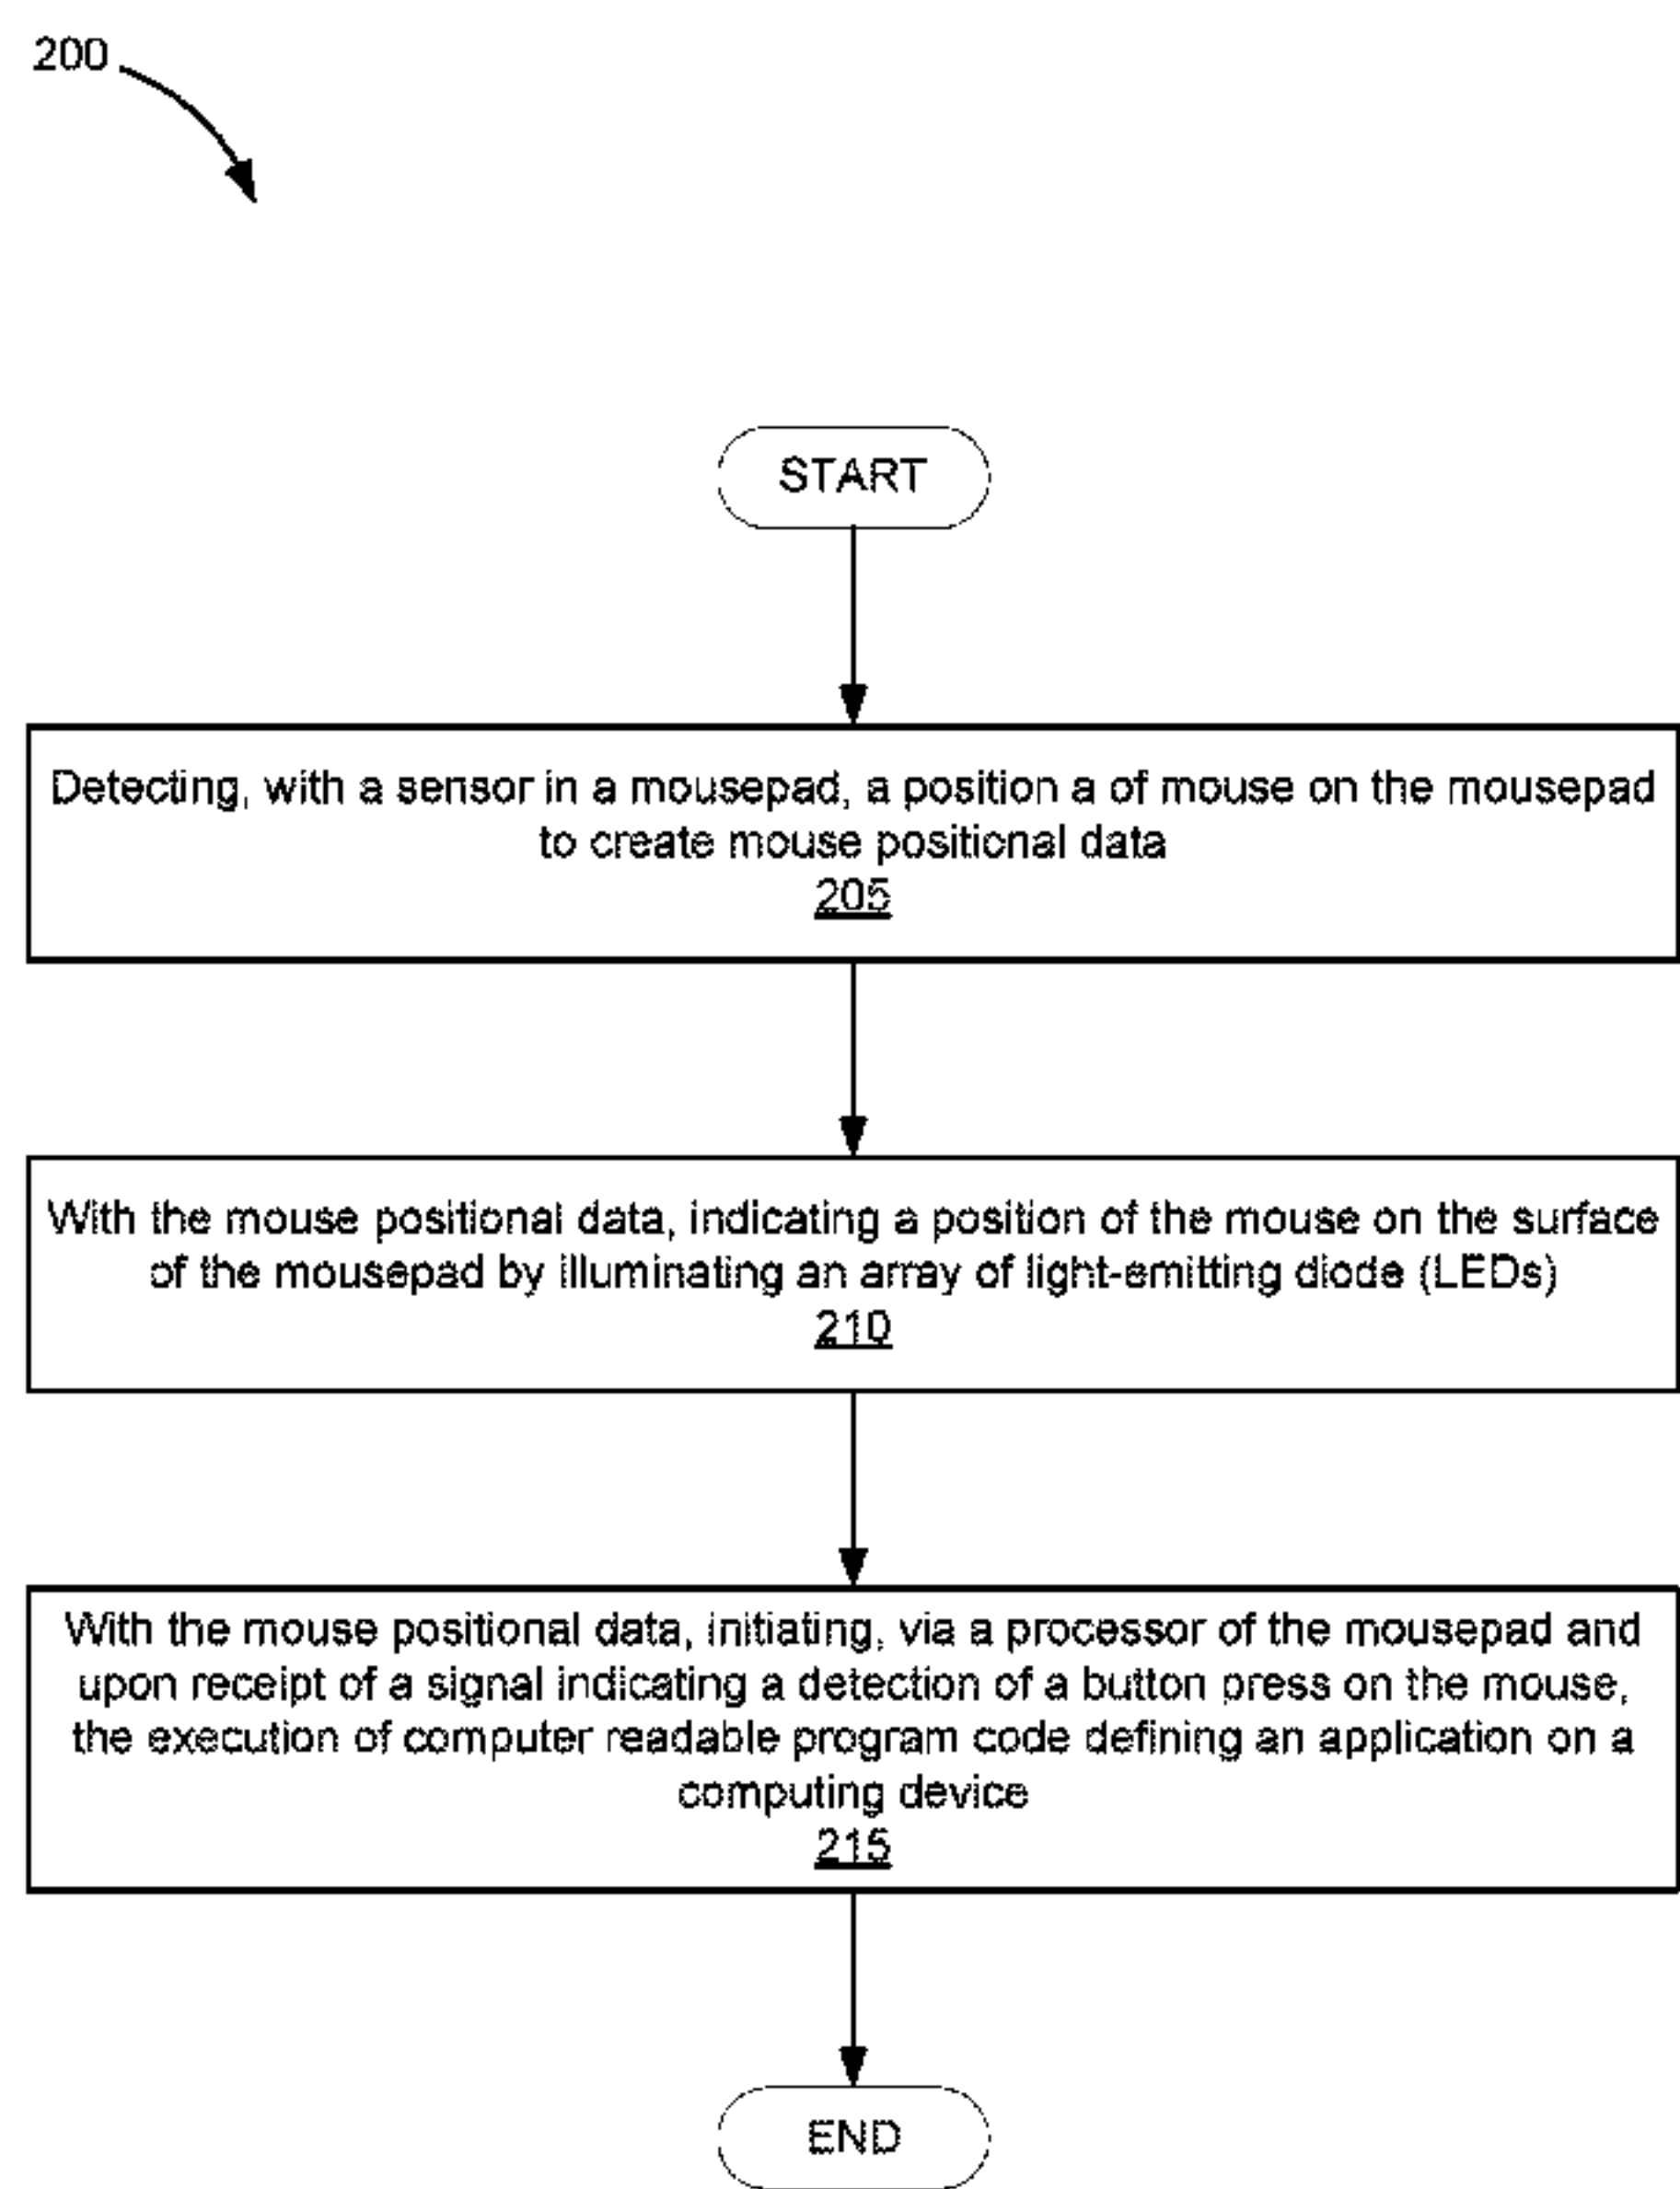 200
START
Detecting, with a sensor in a mousepad, a position a of mouse on the mousepad
to create mouse positional data
205
With the mouse positional data, indicating a position of the mouse on the surface
of the mousepad by illuminating an array of light-emitting diode (LEDs)
210
With the mouse positional data, initiating, via a processor of the mousepad and
upon receipt of a signal indicating a detection of a button press on the mouse,
the execution of computer readable program code defining an application on a
computing device
215
END